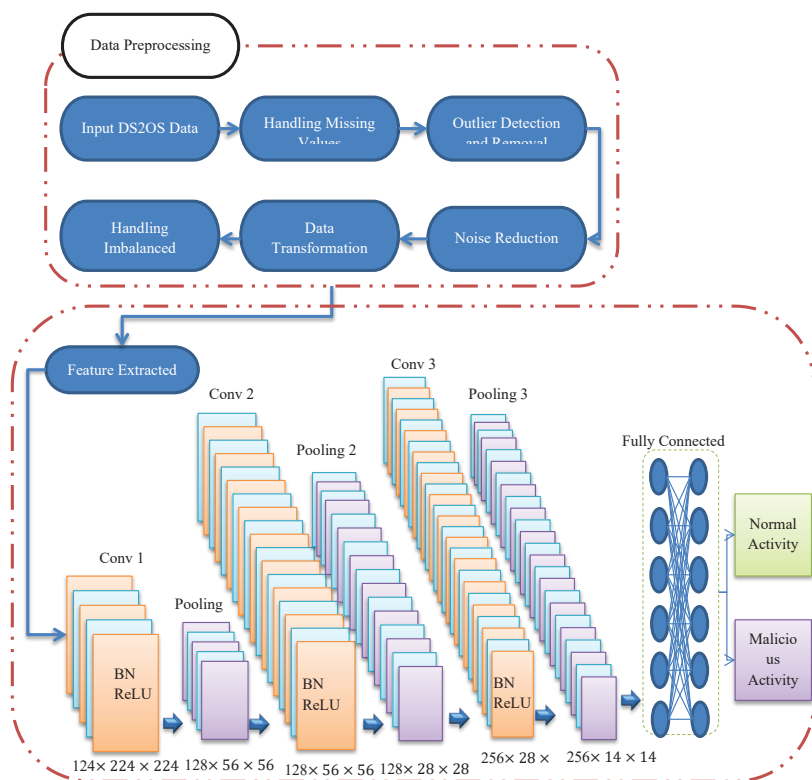 Data Preprocessing
Input DS2OS Data
Handling Missing
Values
Outlier Detection
and Removal
Handling
Imbalanced
Data
Transformation
Noise Reduction
Feature Extracted
Conv 1
Pooling
Conv 2
Pooling 2
Conv 3
Pooling 3
Fully Connected
BN
ReLU
BN
ReLU
BN
ReLU
Normal
Activity
Malicio
us
Activity
124× 224 × 224
128× 56 × 56
128× 56 × 56
128× 28 × 28
256× 28 ×
256× 14 × 14